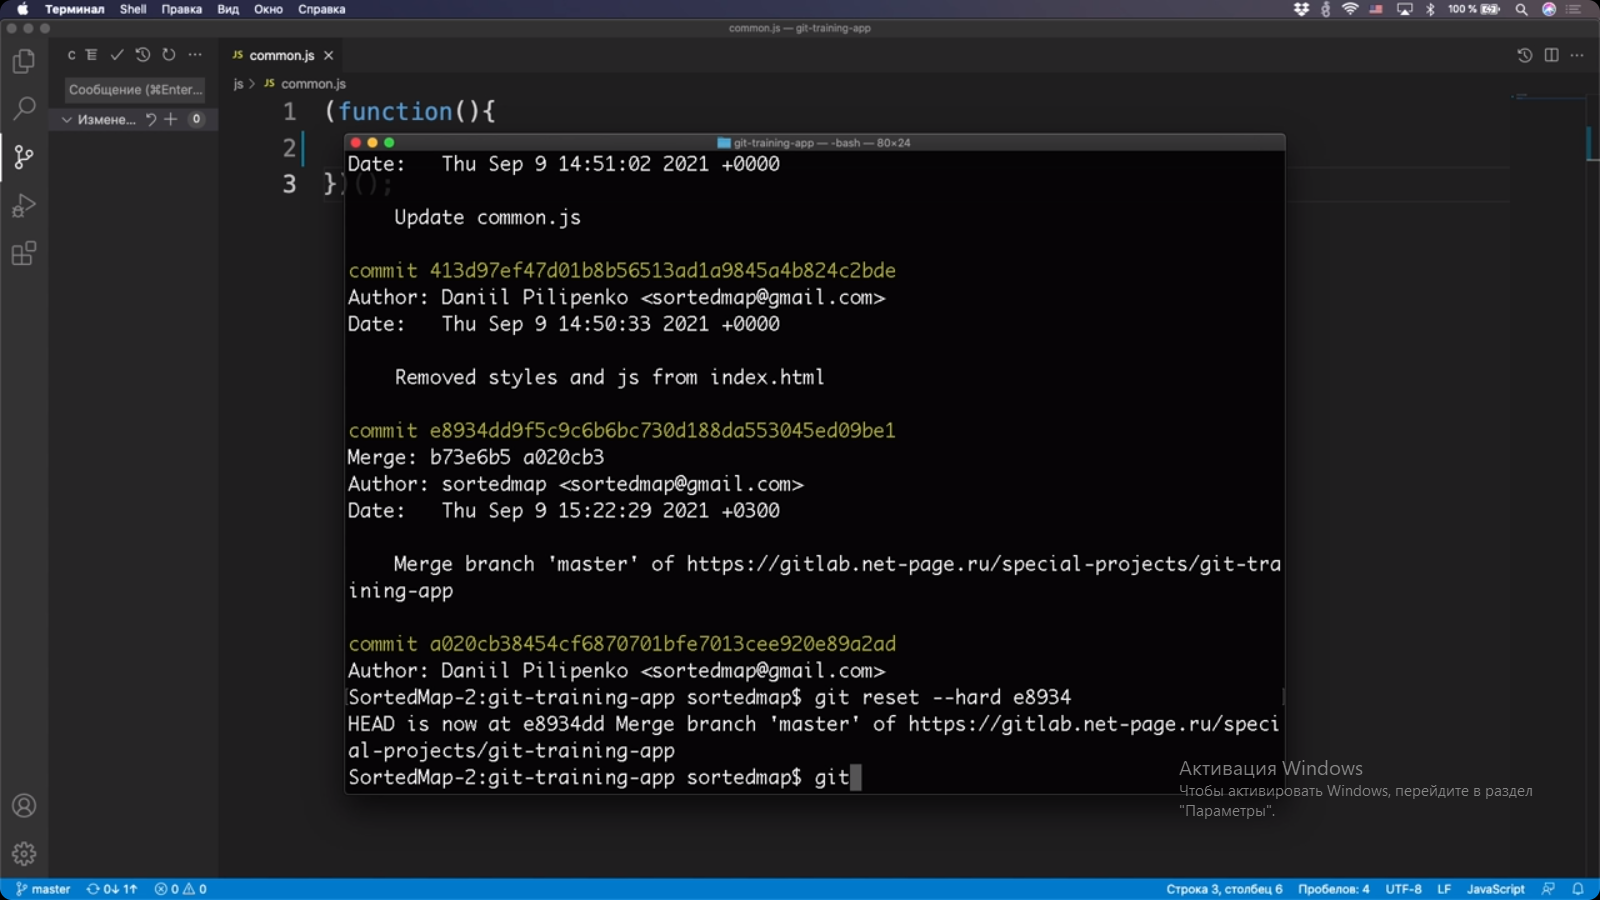 Терминал Shell Правка Вид Окно Справка 100 %
common.js — git-training-app
JS common.js
js > JS common.js
Сообщение (⌘Enter...
Измене... 0
1 (function(){
2
3 })();
git-training-app — -bash — 80×24
Date:   Thu Sep 9 14:51:02 2021 +0000
Update common.js
commit 413d97ef47d01b8b56513ad1a9845a4b824c2bde
Author: Daniil Pilipenko <sortedmap@gmail.com>
Date:   Thu Sep 9 14:50:33 2021 +0000
Removed styles and js from index.html
commit e8934dd9f5c9c6b6bc730d188da553045ed09be1
Merge: b73e6b5 a020cb3
Author: sortedmap <sortedmap@gmail.com>
Date:   Thu Sep 9 15:22:29 2021 +0300
Merge branch 'master' of https://gitlab.net-page.ru/special-projects/git-tra
ining-app
commit a020cb38454cf6870701bfe7013cee920e89a2ad
Author: Daniil Pilipenko <sortedmap@gmail.com>
SortedMap-2:git-training-app sortedmap$ git reset --hard e8934
HEAD is now at e8934dd Merge branch 'master' of https://gitlab.net-page.ru/speci
al-projects/git-training-app
SortedMap-2:git-training-app sortedmap$ git
Активация Windows
Чтобы активировать Windows, перейдите в раздел
"Параметры".
master 0↓ 1↑ 0 0 Строка 3, столбец 6 Пробелов: 4 UTF-8 LF JavaScript